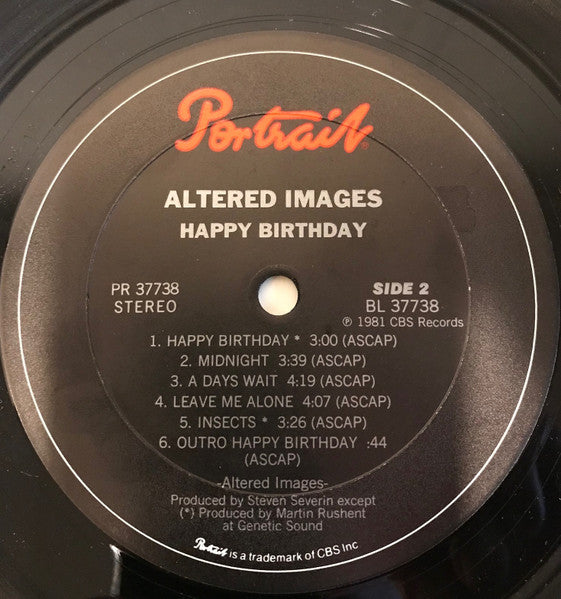 Portrait®
ALTERED IMAGES
HAPPY BIRTHDAY
PR 37738
STEREO
SIDE 2
BL 37738
℗ 1981 CBS Records
1. HAPPY BIRTHDAY * 3:00 (ASCAP)
2. MIDNIGHT 3:39 (ASCAP)
3. A DAYS WAIT 4:19 (ASCAP)
4. LEAVE ME ALONE 4:07 (ASCAP)
5. INSECTS * 3:26 (ASCAP)
6. OUTRO HAPPY BIRTHDAY :44
(ASCAP)
-Altered Images-
Produced by Steven Severin except
(*) Produced by Martin Rushent
at Genetic Sound
Portrait is a trademark of CBS Inc